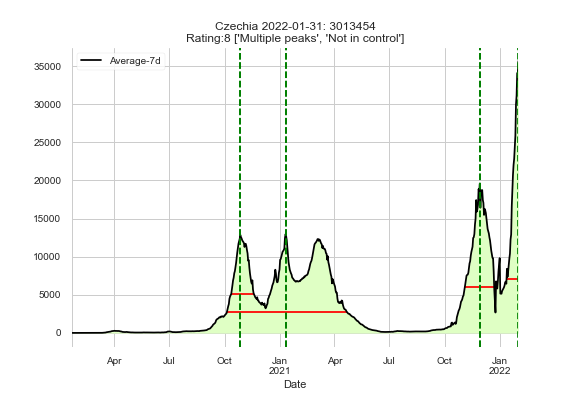 Czechia 2022-01-31: 3013454
Rating:8 ['Multiple peaks', 'Not in control']
Average-7d
35000
30000
25000
20000
15000
10000
5000
0
Apr Jul Oct Jan Apr Jul Oct Jan
2021 2022
Date